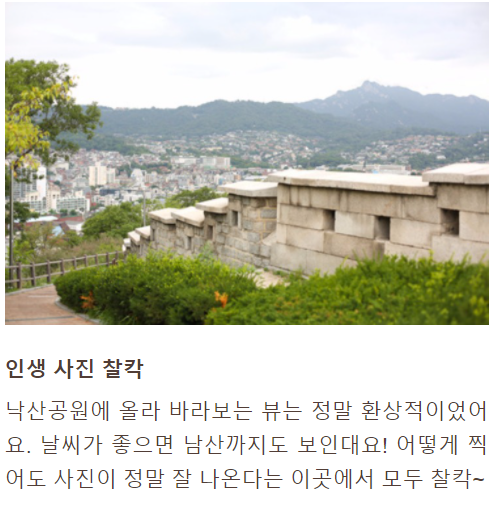 인생 사진 찰칵
낙산공원에 올라 바라보는 뷰는 정말 환상적이었어
요. 날씨가 좋으면 남산까지도 보인대요! 어떻게 찍
어도 사진이 정말 잘 나온다는 이곳에서 모두 찰칵~